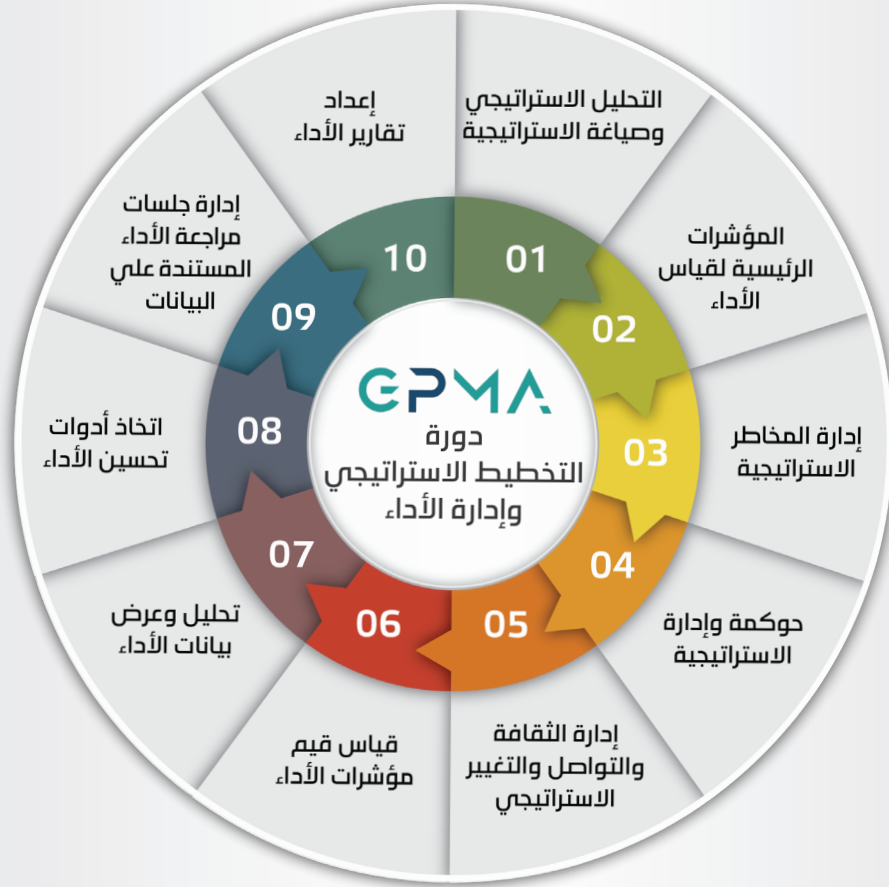 GPMA
دورة
التخطيط الاستراتيجي
وإدارة الأداء
01
التحليل الاستراتيجي
وصياغة الاستراتيجية
02
المؤشرات
الرئيسية لقياس
الأداء
03
إدارة المخاطر
الاستراتيجية
04
حوكمة وإدارة
الاستراتيجية
05
إدارة الثقافة
والتواصل والتغيير
الاستراتيجي
06
قياس قيم
مؤشرات الأداء
07
تحليل وعرض
بيانات الأداء
08
اتخاذ أدوات
تحسين الأداء
09
إدارة جلسات
مراجعة الأداء
المستندة علي
البيانات
10
إعداد
تقارير الأداء